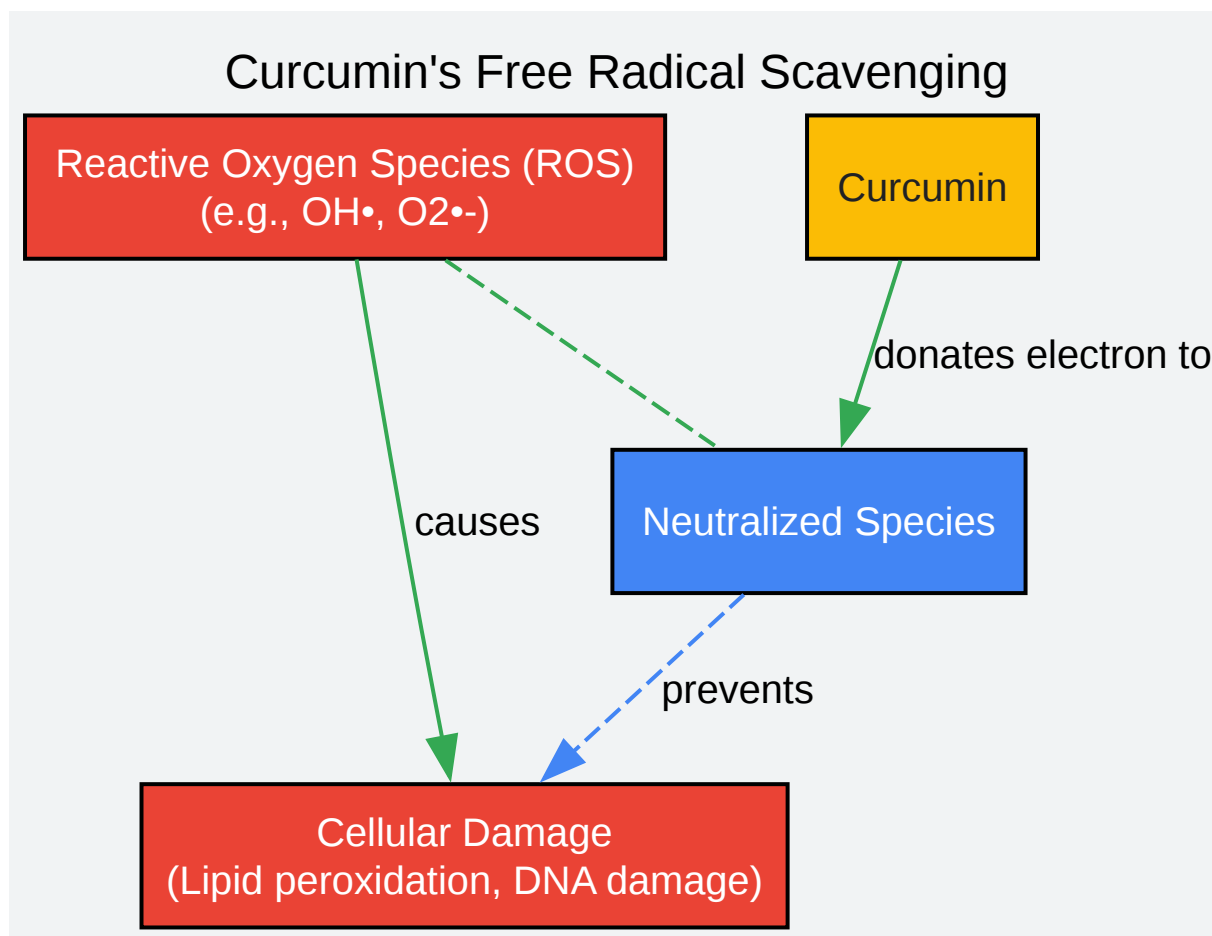 Curcumin's Free Radical Scavenging
Reactive Oxygen Species (ROS)
(e.g., OH•, O2•-)
Curcumin
donates electron to
causes
Neutralized Species
prevents
Cellular Damage
(Lipid peroxidation, DNA damage)